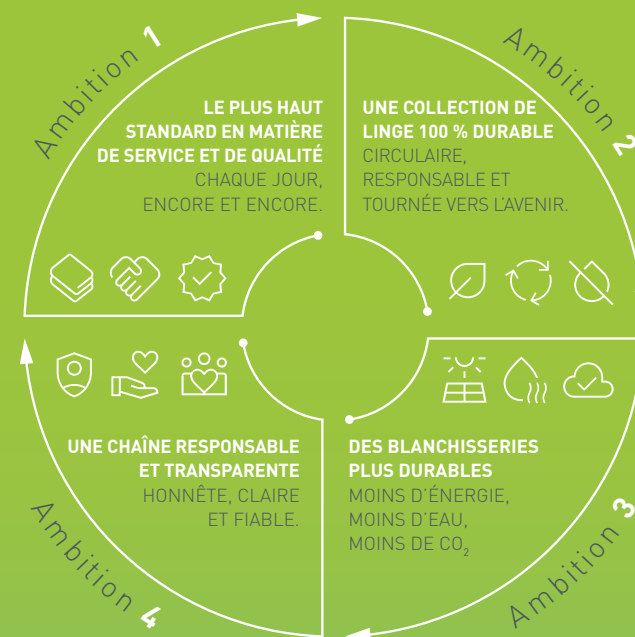 Ambition 1
LE PLUS HAUT
STANDARD EN MATIÈRE
DE SERVICE ET DE QUALITÉ
CHAQUE JOUR,
ENCORE ET ENCORE.
Ambition 2
UNE COLLECTION DE
LINGE 100 % DURABLE
CIRCULAIRE,
RESPONSABLE ET
TOURNÉE VERS L'AVENIR.
Ambition 3
DES BLANCHISSERIES
PLUS DURABLES
MOINS D'ÉNERGIE,
MOINS D'EAU,
MOINS DE CO₂
Ambition 4
UNE CHAÎNE RESPONSABLE
ET TRANSPARENTE
HONNÊTE, CLAIRE
ET FIABLE.